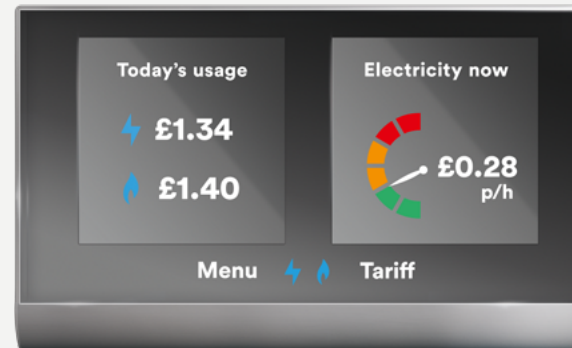 Today's usage
£1.34
£1.40
Electricity now
£0.28
p/h
Menu
Tariff